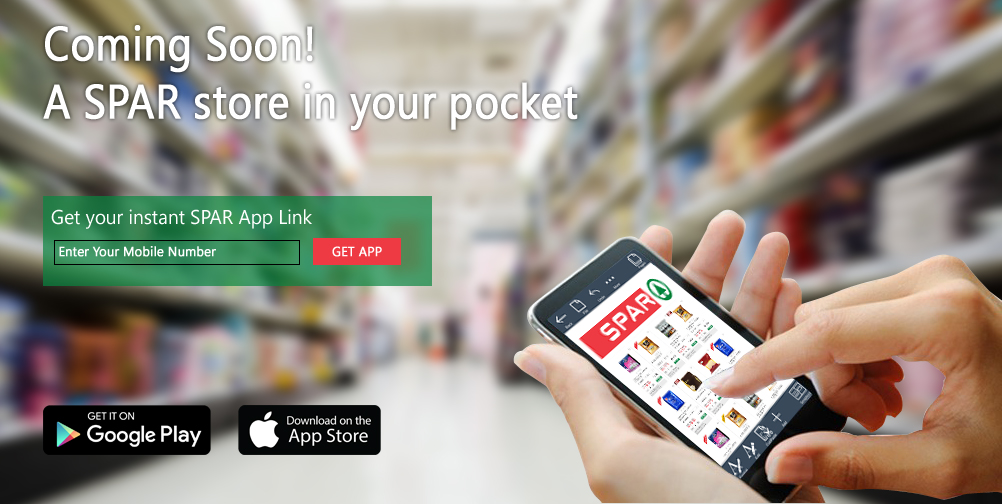 Coming Soon!
A SPAR store in your pocket
Get your instant SPAR App Link
Enter Your Mobile Number
GET APP
SPAR
GET IT ON
Google Play
Download on the
App Store